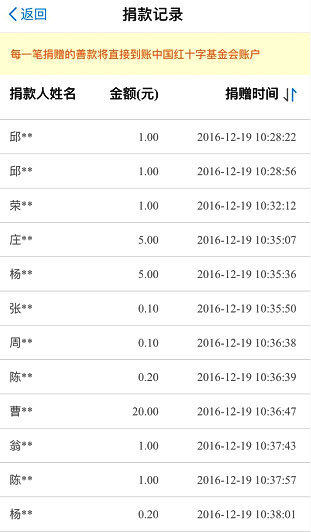 返回 捐款记录
每一笔捐赠的善款将直接到账中国红十字基金会账户
捐款人姓名 金额(元) 捐赠时间
邱** 1.00 2016-12-19 10:28:22
邱** 1.00 2016-12-19 10:28:56
荣** 1.00 2016-12-19 10:32:12
庄** 5.00 2016-12-19 10:35:07
杨** 5.00 2016-12-19 10:35:36
张** 0.10 2016-12-19 10:35:50
周** 0.10 2016-12-19 10:36:38
陈** 0.20 2016-12-19 10:36:39
曹** 20.00 2016-12-19 10:36:47
翁** 1.00 2016-12-19 10:37:43
陈** 1.00 2016-12-19 10:37:57
杨** 0.20 2016-12-19 10:38:01